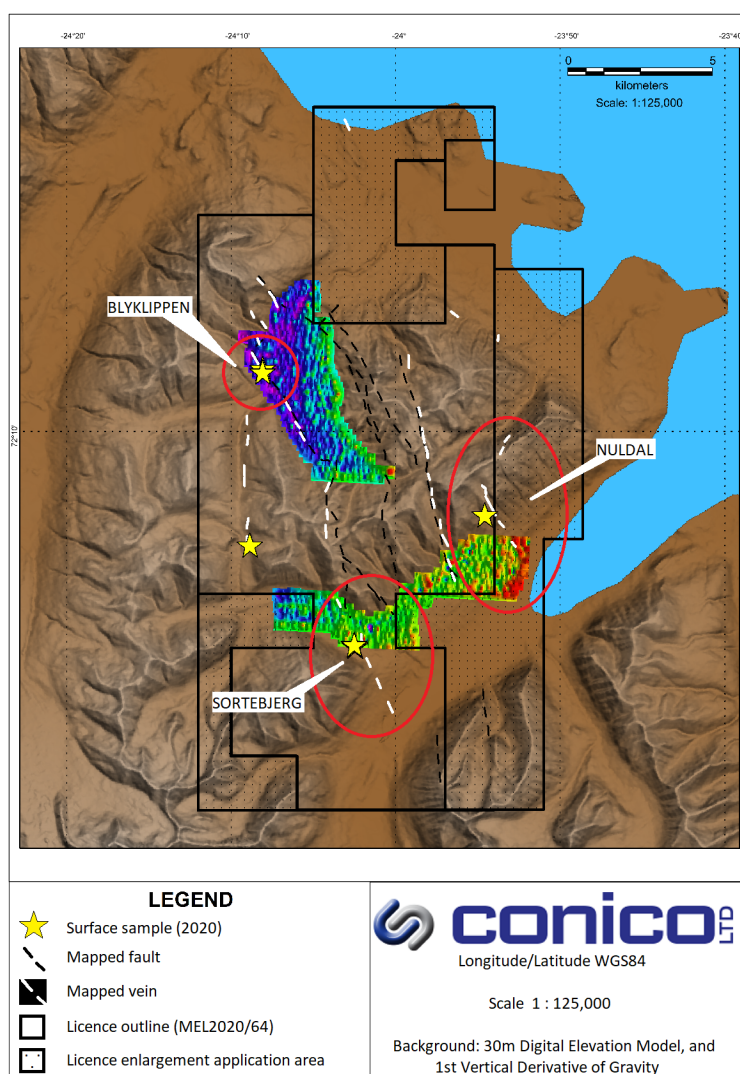 -24°20'
-24°10'
-24°
-23°50'
-23°40'
0 5
kilometers
Scale: 1:125,000
BLYKLIPPEN
72°10'
NULDAL
SORTEBJERG
LEGEND
Surface sample (2020)
Mapped fault
Mapped vein
Licence outline (MEL2020/64)
Licence enlargement application area
conico LTD
Longitude/Latitude WGS84
Scale 1 : 125,000
Background: 30m Digital Elevation Model, and
1st Vertical Derivative of Gravity